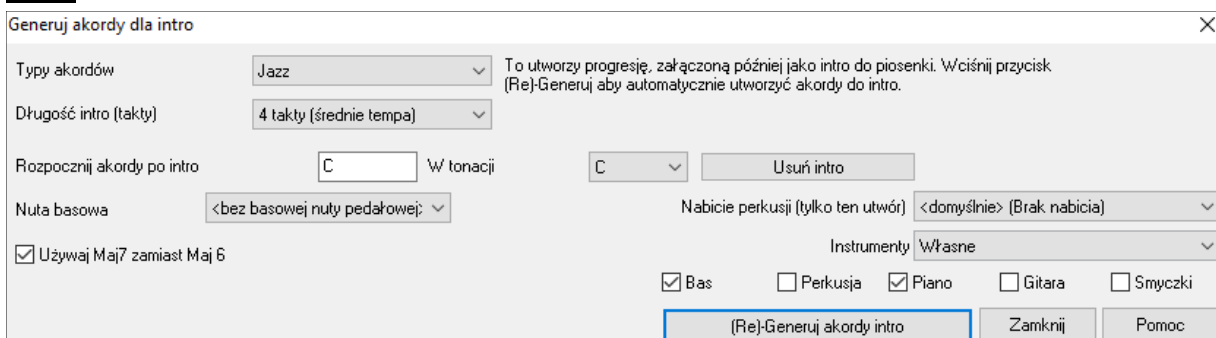 Generuj akordy dla intro
Typy akordów Jazz To utworzy progresję, załączoną później jako intro do piosenki. Wciśnij przycisk
(Re)-Generuj aby automatycznie utworzyć akordy do intro.
Długość intro (takty) 4 takty (średnie tempa)
Rozpocznij akordy po intro C W tonacji C Usuń intro
Nuta basowa <bez basowej nuty pedałowej> Nabicie perkusji (tylko ten utwór) <domyślnie> (Brak nabicia)
Używaj Maj7 zamiast Maj 6 Instrumenty Własne
Bas Perkusja Piano Gitara Smyczki
(Re)-Generuj akordy intro Zamknij Pomoc